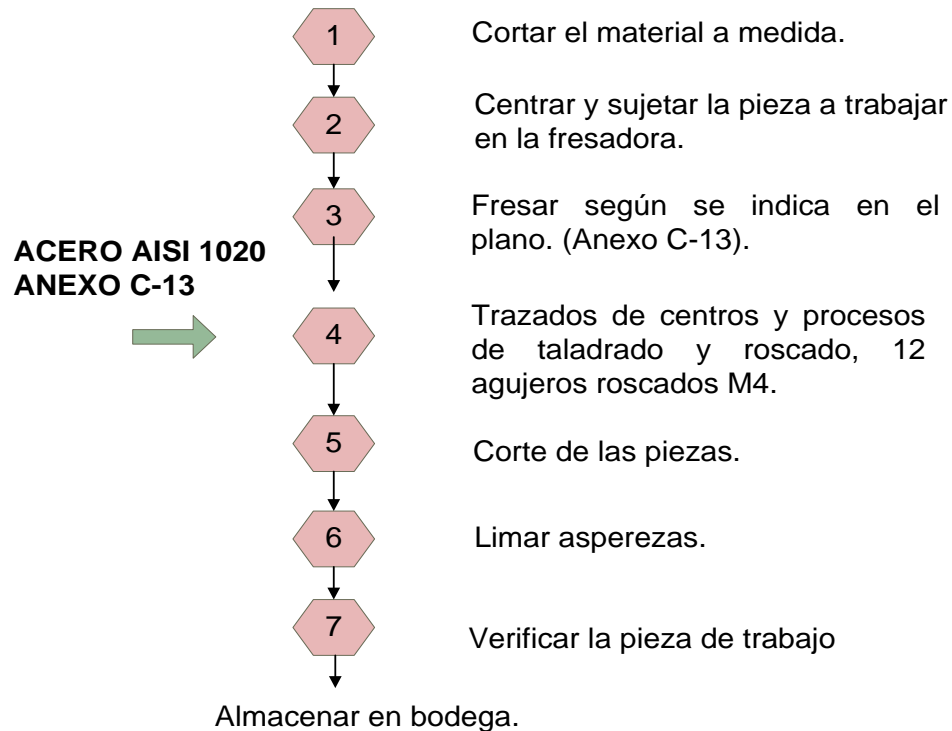 1
Cortar el material a medida.
2
Centrar y sujetar la pieza a trabajar
en la fresadora.
3
Fresar según se indica en el
plano. (Anexo C-13).
ACERO AISI 1020
ANEXO C-13
4
Trazados de centros y procesos
de taladrado y roscado, 12
agujeros roscados M4.
5
Corte de las piezas.
6
Limar asperezas.
7
Verificar la pieza de trabajo
Almacenar en bodega.